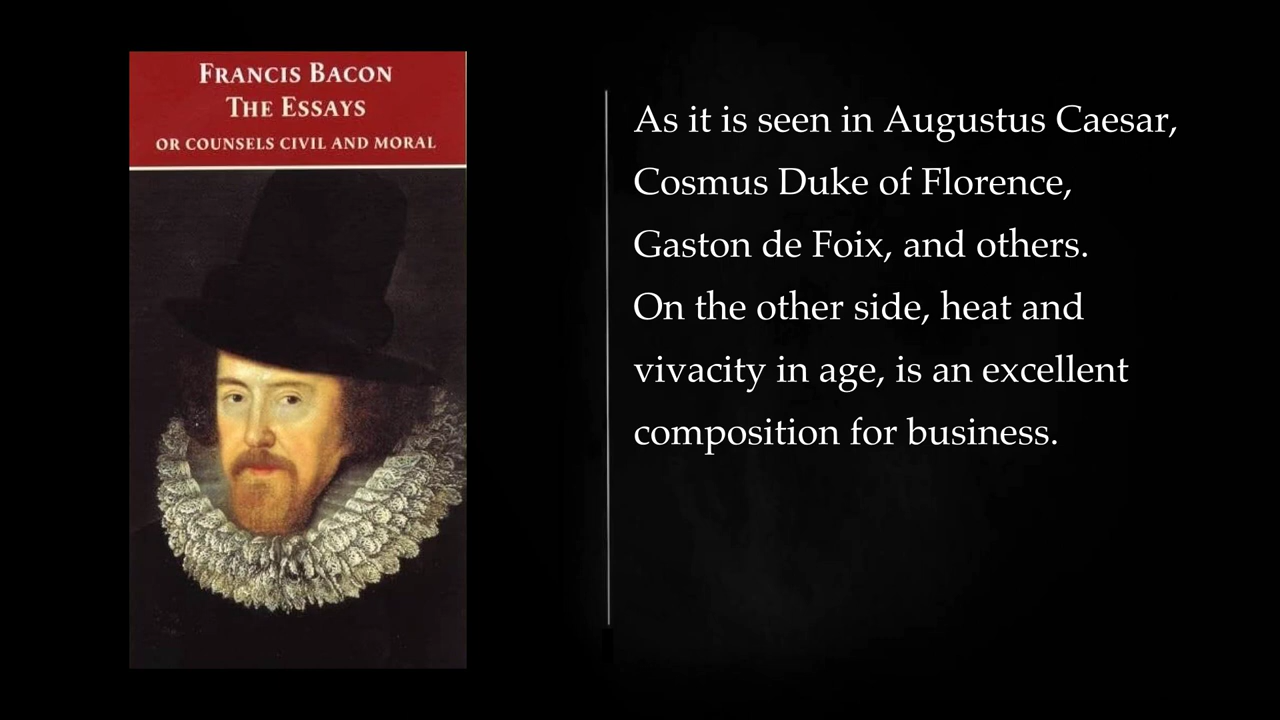 FRANCIS BACON
THE ESSAYS
OR COUNSELS CIVIL AND MORAL
As it is seen in Augustus Caesar,
Cosmus Duke of Florence,
Gaston de Foix, and others.
On the other side, heat and
vivacity in age, is an excellent
composition for business.